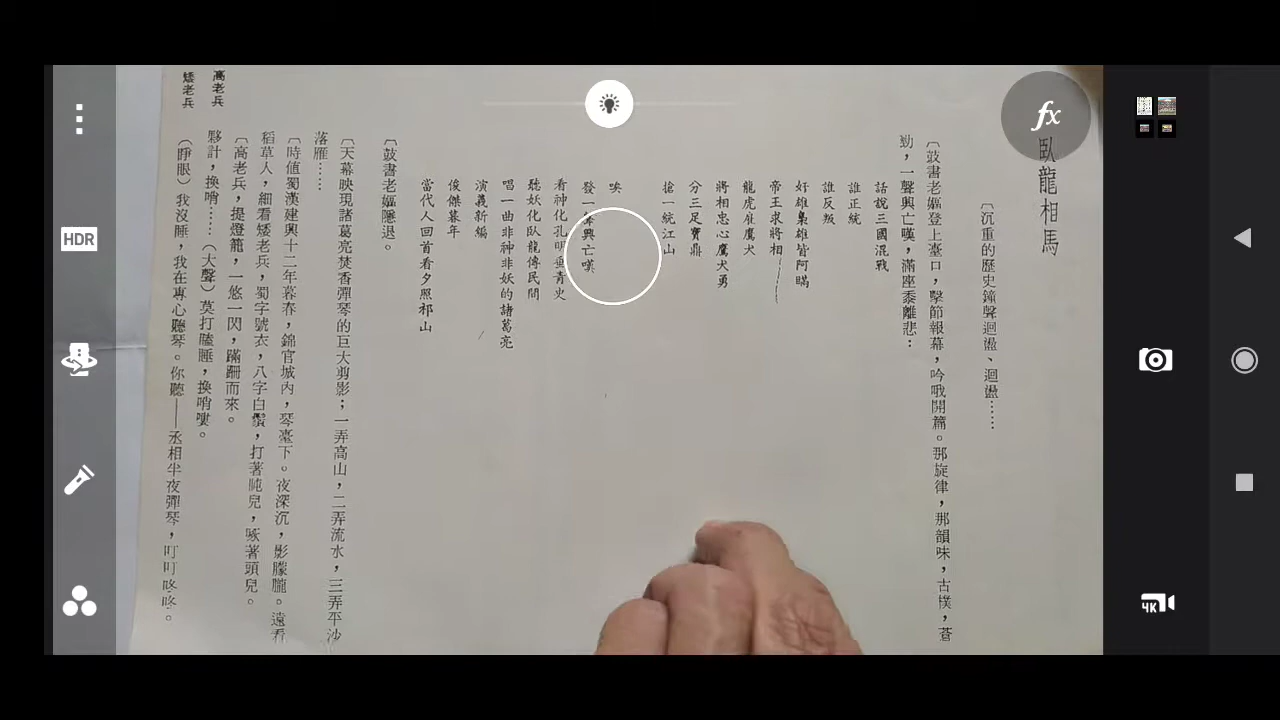 臥龍相馬
〔沉重的歷史鐘聲迴盪、迴盪……
〔鼓書老嫗登上臺口，擊節報幕，吟哦開篇。那旋律，那韻味，古樸，蒼
勁，一聲興亡嘆，滿座黍離悲：
話說三國混戰
誰正統
誰反叛
奸雄梟雄皆阿瞞
帝王求將相
龍虎雇鷹犬
將相忠心鷹犬勇
分三足寶鼎
搶一統江山
唉
發一聲興亡嘆
看神化孔明垂青史
聽妖化臥龍傳民間
唱一曲非神非妖的諸葛亮
演義新編
俊傑暮年
當代人回首看夕照祁山
〔鼓書老嫗隱退。
〔天幕映現諸葛亮焚香彈琴的巨大剪影；一弄高山，二弄流水，三弄平沙
落雁……
〔時值蜀漢建興十二年暮春，錦官城內，琴臺下。夜深沉，影朦朧。遠看
稻草人，細看矮老兵，蜀字號衣，八字白鬚，打著盹兒，啄著頭兒。
〔高老兵，提燈籠，一悠一閃，蹣跚而來。
高老兵 夥計，換哨……（大聲）莫打瞌睡，換哨嘍。
矮老兵 （睜眼）我沒睡，我在專心聽琴。你聽——丞相半夜彈琴，叮叮咚咚。
HDR
fx
4K